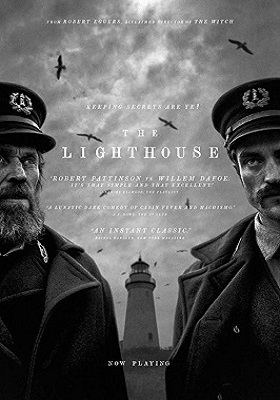 FROM ROBERT EGGERS, ACCLAIMED DIRECTOR OF THE WITCH
KEEPING SECRETS ARE YE?
THE
LIGHTHOUSE
"ROBERT PATTINSON VS. WILLEM DAFOE.
IT'S THAT SIMPLE AND THAT EXCELLENT."
"A LUNATIC DARK COMEDY OF CABIN FEVER AND MACHISMO."
"AN INSTANT CLASSIC."
NOW PLAYING